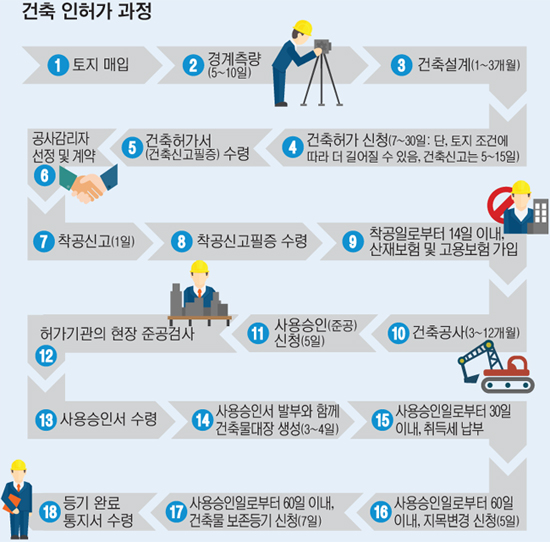 건축 인허가 과정
1 토지 매입
2 경계측량
(5~10일)
3 건축설계(1~3개월)
4 건축허가 신청(7~30일: 단, 토지 조건에
따라 더 길어질 수 있음, 건축신고는 5~15일)
5 건축허가서
(건축신고필증) 수령
공사감리자
선정 및 계약
6
7 착공신고(1일)
8 착공신고필증 수령
9 착공일로부터 14일 이내,
산재보험 및 고용보험 가입
10 건축공사(3~12개월)
11 사용승인(준공)
신청(5일)
허가기관의 현장 준공검사
12
13 사용승인서 수령
14 사용승인서 발부와 함께
건축물대장 생성(3~4일)
15 사용승인일로부터 30일
이내, 취득세 납부
16 사용승인일로부터 60일
이내, 지목변경 신청(5일)
17 사용승인일로부터 60일 이내,
건축물 보존등기 신청(7일)
18 등기 완료
통지서 수령